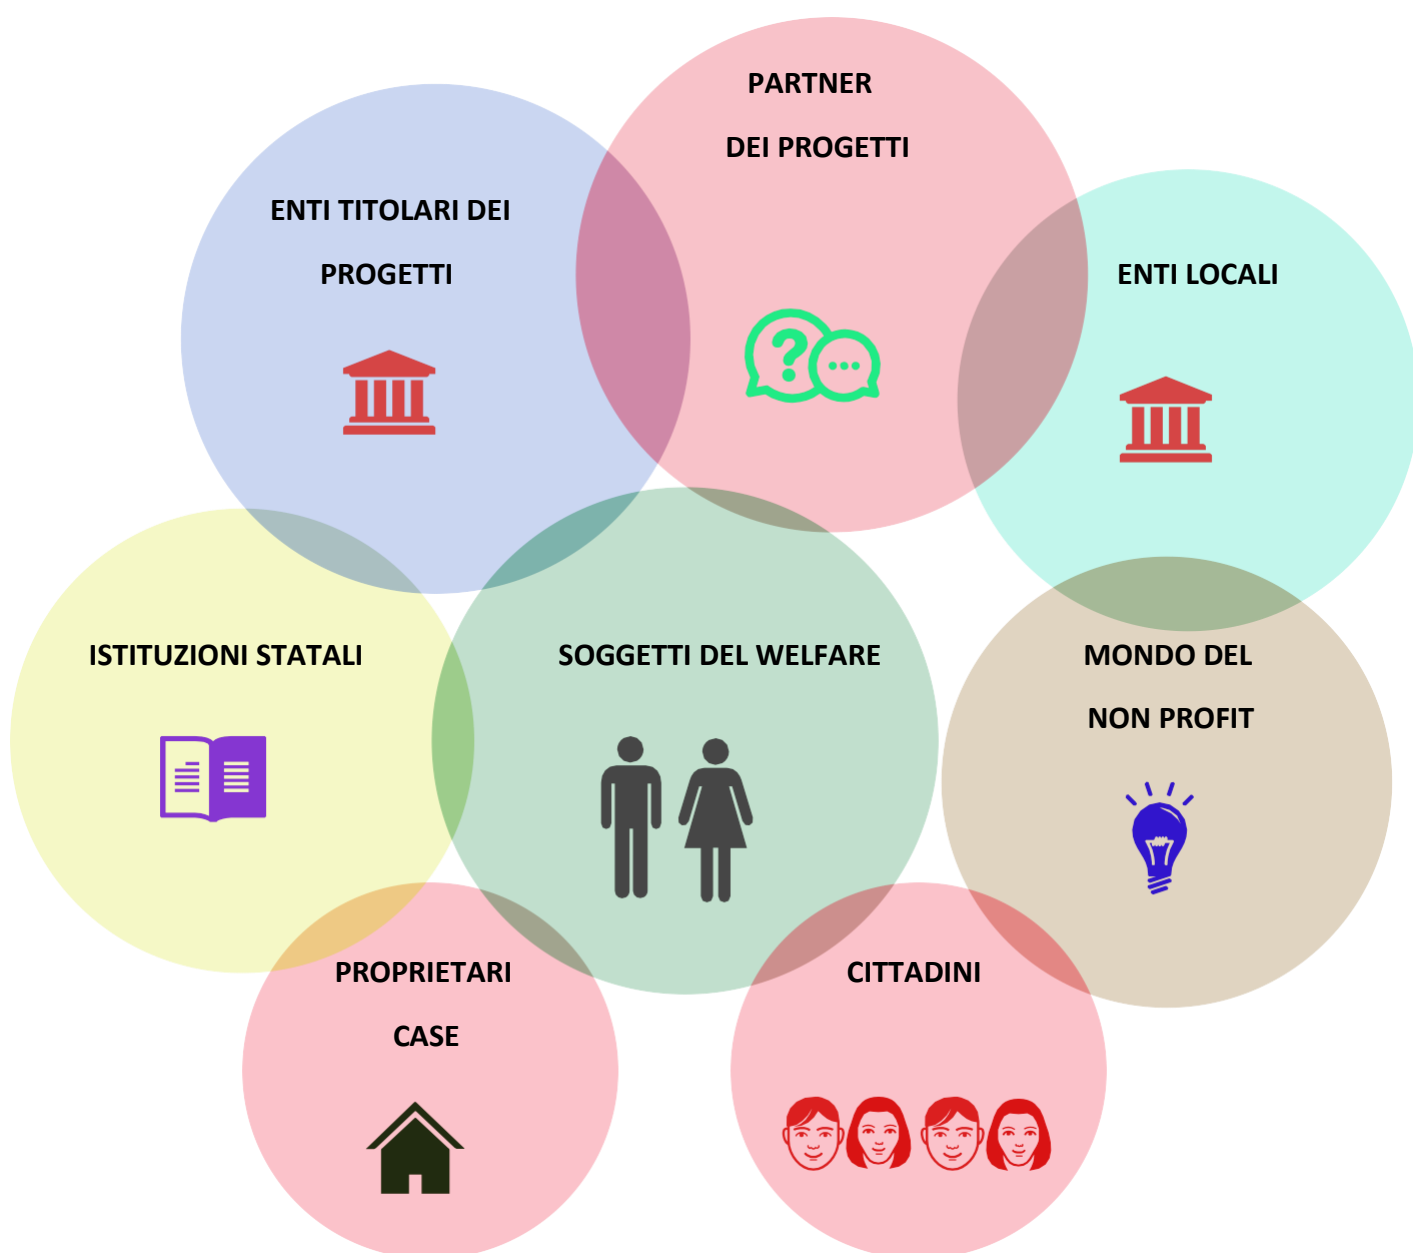 PARTNER
DEI PROGETTI
ENTI TITOLARI DEI
PROGETTI
ENTI LOCALI
?
ISTITUZIONI STATALI
SOGGETTI DEL WELFARE
MONDO DEL
NON PROFIT
PROPRIETARI
CASE
CITTADINI